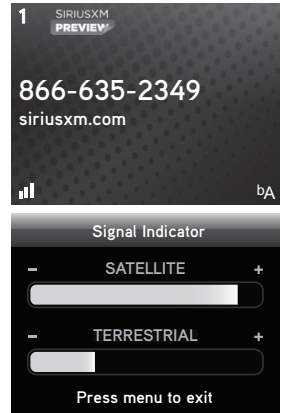 1 SIRIUSXM
PREVIEW
866-635-2349
siriusxm.com
bA
Signal Indicator
- SATELLITE +
- TERRESTRIAL +
Press menu to exit